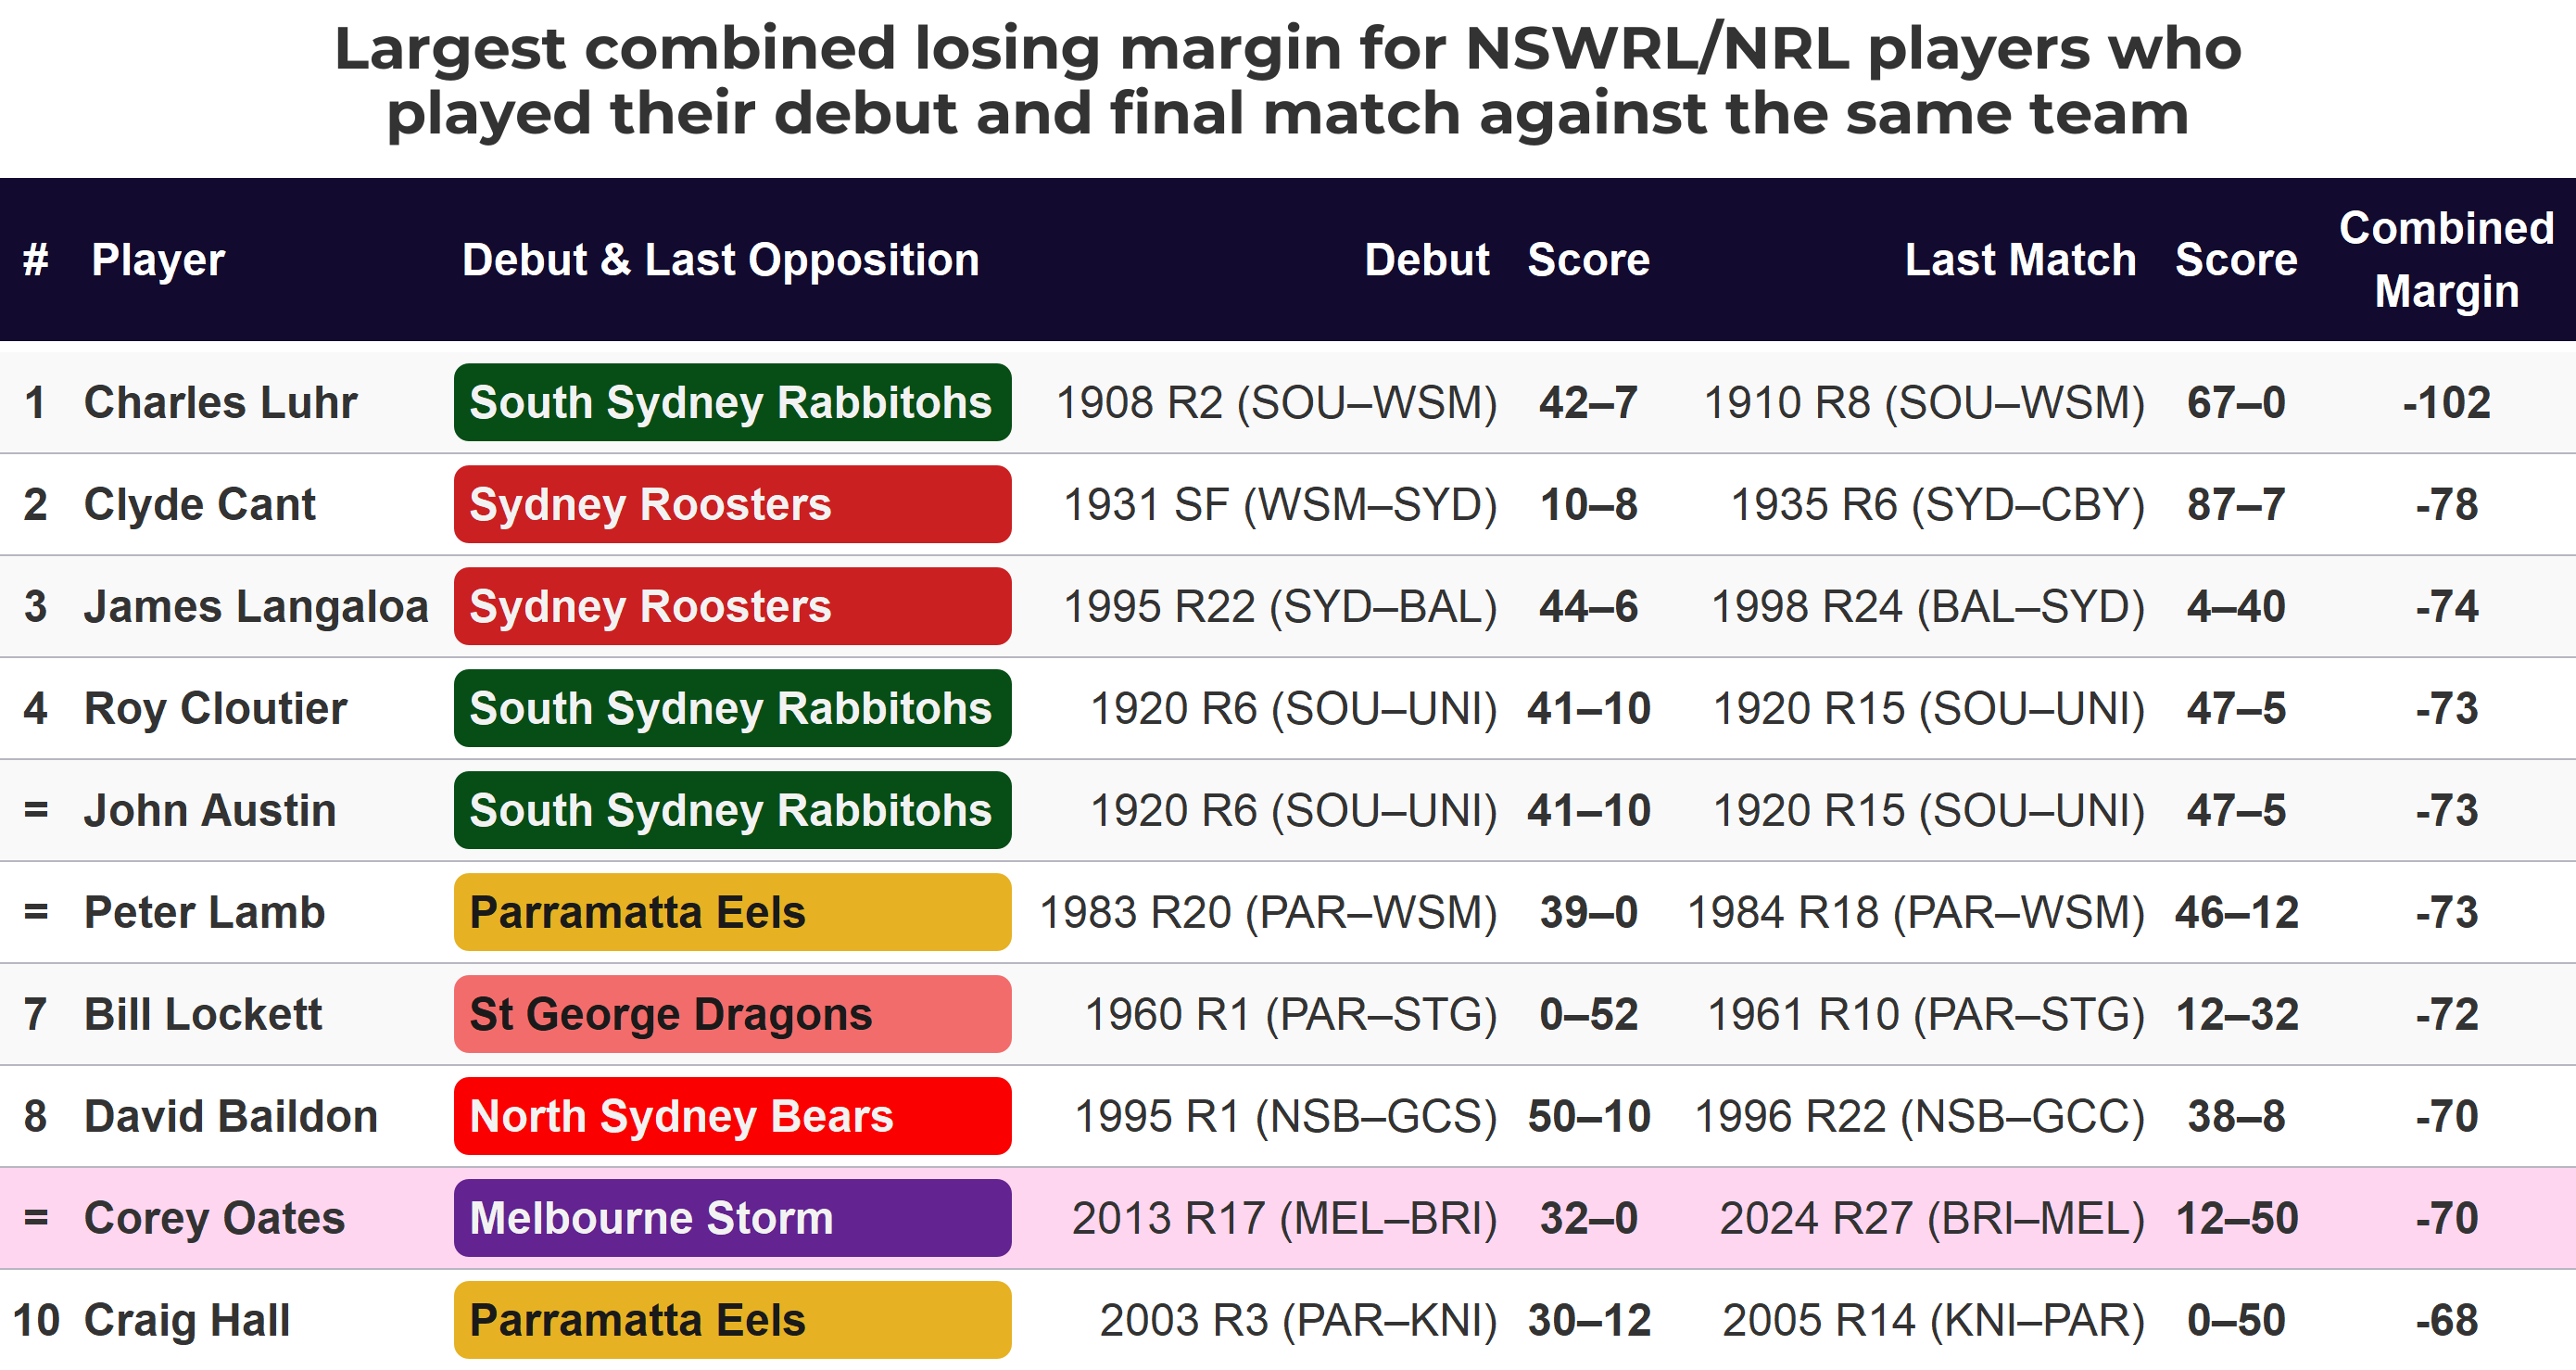 Largest combined losing margin for NSWRL/NRL players who
played their debut and final match against the same team
# Player Debut & Last Opposition Debut Score Last Match Score Combined Margin
1 Charles Luhr South Sydney Rabbitohs 1908 R2 (SOU–WSM) 42–7 1910 R8 (SOU–WSM) 67–0 -102
2 Clyde Cant Sydney Roosters 1931 SF (WSM–SYD) 10–8 1935 R6 (SYD–CBY) 87–7 -78
3 James Langaloa Sydney Roosters 1995 R22 (SYD–BAL) 44–6 1998 R24 (BAL–SYD) 4–40 -74
4 Roy Cloutier South Sydney Rabbitohs 1920 R6 (SOU–UNI) 41–10 1920 R15 (SOU–UNI) 47–5 -73
= John Austin South Sydney Rabbitohs 1920 R6 (SOU–UNI) 41–10 1920 R15 (SOU–UNI) 47–5 -73
= Peter Lamb Parramatta Eels 1983 R20 (PAR–WSM) 39–0 1984 R18 (PAR–WSM) 46–12 -73
7 Bill Lockett St George Dragons 1960 R1 (PAR–STG) 0–52 1961 R10 (PAR–STG) 12–32 -72
8 David Baildon North Sydney Bears 1995 R1 (NSB–GCS) 50–10 1996 R22 (NSB–GCC) 38–8 -70
= Corey Oates Melbourne Storm 2013 R17 (MEL–BRI) 32–0 2024 R27 (BRI–MEL) 12–50 -70
10 Craig Hall Parramatta Eels 2003 R3 (PAR–KNI) 30–12 2005 R14 (KNI–PAR) 0–50 -68